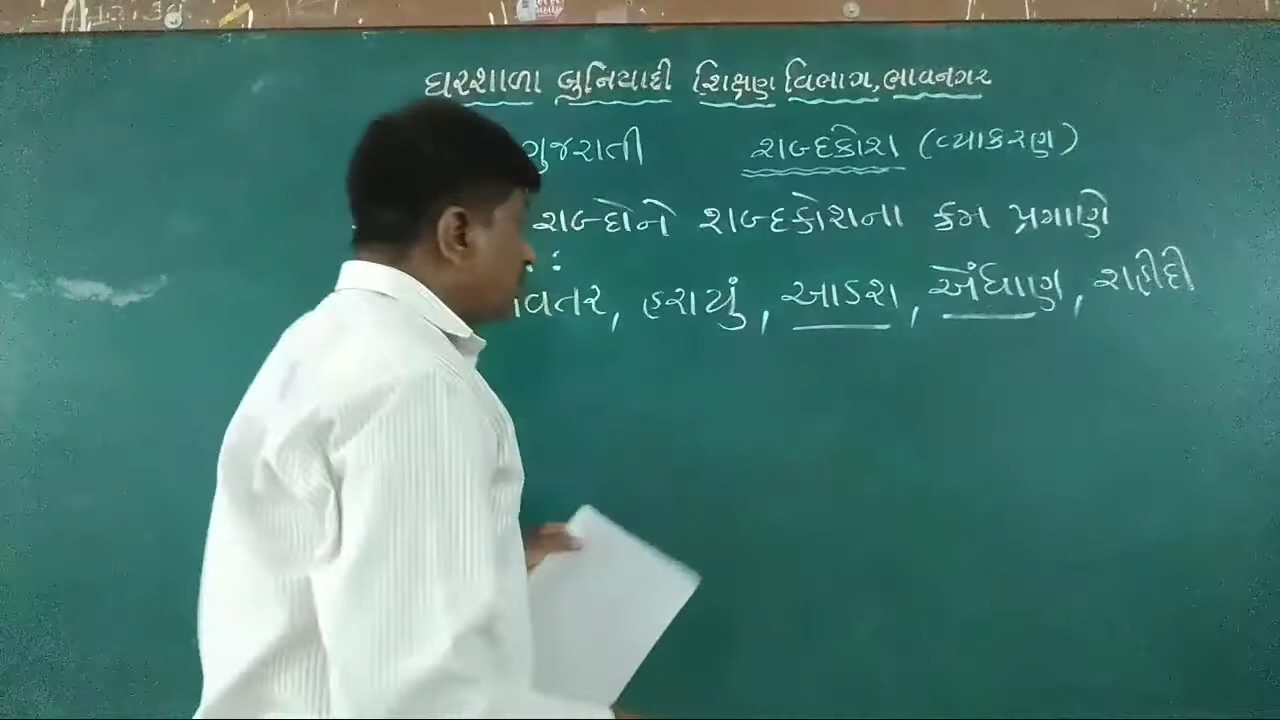 ઘરશાળા બુનિયાદી શિક્ષણ વિભાગ, ભાવનગર
ગુજરાતી શબ્દકોશ (વ્યાકરણ)
શબ્દોને શબ્દકોશના ક્રમ પ્રમાણે
વતર, હરાયું, આડશ, એંધાણ, શહીદી